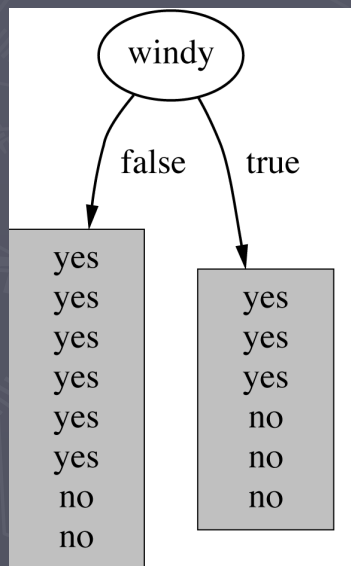 windy
false true
yes
yes
yes
yes
yes
yes
no
no
yes
yes
yes
no
no
no